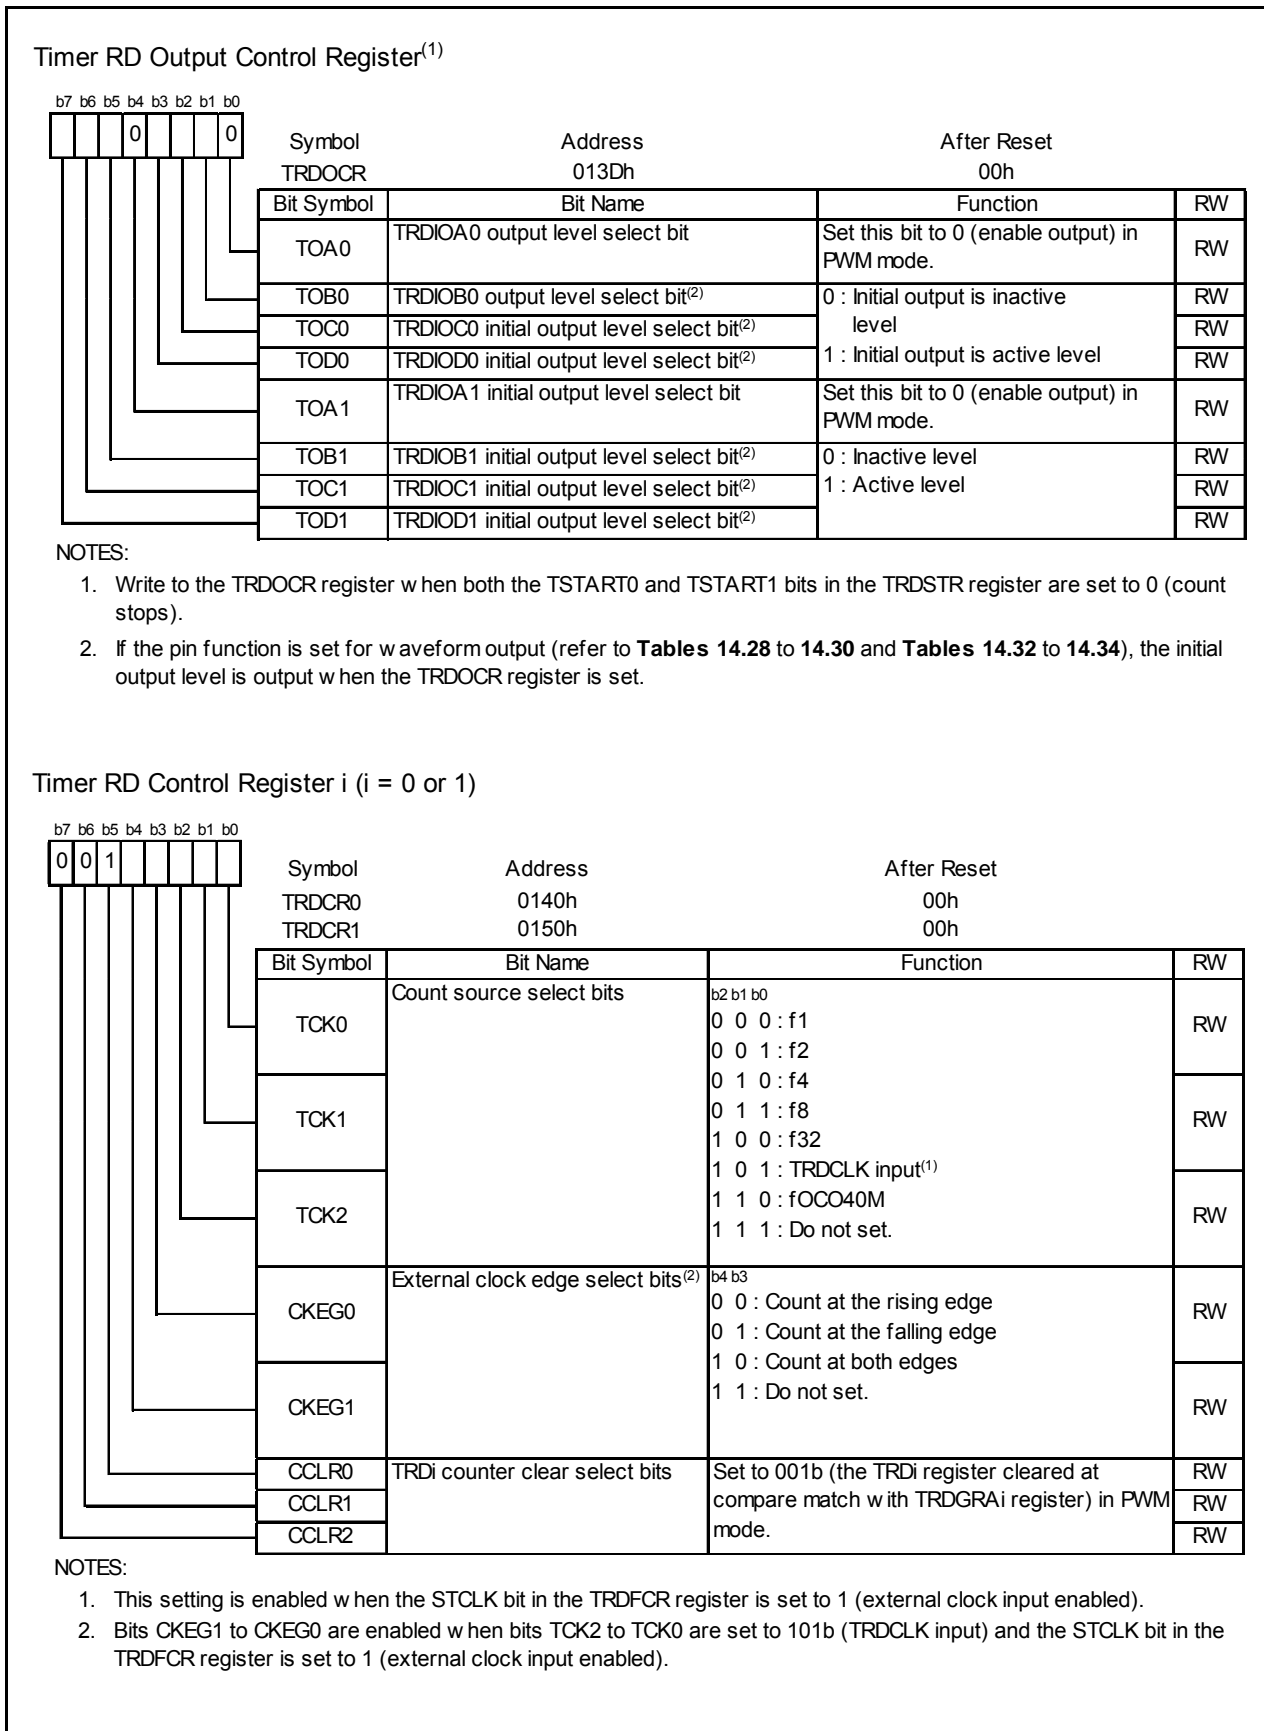 Timer RD Output Control Register(1)
b7 b6 b5 b4 b3 b2 b1 b0
0 0
Symbol Address After Reset
TRDOCR 013Dh 00h
Bit Symbol Bit Name Function RW
TOA0 TRDIOA0 output level select bit Set this bit to 0 (enable output) in PWM mode. RW
TOB0 TRDIOB0 output level select bit(2) 0 : Initial output is inactive level RW
TOC0 TRDIOC0 initial output level select bit(2) RW
TOD0 TRDIOD0 initial output level select bit(2) 1 : Initial output is active level RW
TOA1 TRDIOA1 initial output level select bit Set this bit to 0 (enable output) in PWM mode. RW
TOB1 TRDIOB1 initial output level select bit(2) 0 : Inactive level RW
TOC1 TRDIOC1 initial output level select bit(2) 1 : Active level RW
TOD1 TRDIOD1 initial output level select bit(2) RW
NOTES:
1. Write to the TRDOCR register when both the TSTART0 and TSTART1 bits in the TRDSTR register are set to 0 (count
stops).
2. If the pin function is set for waveform output (refer to Tables 14.28 to 14.30 and Tables 14.32 to 14.34), the initial
output level is output when the TRDOCR register is set.
Timer RD Control Register i (i = 0 or 1)
b7 b6 b5 b4 b3 b2 b1 b0
0 0 1
Symbol Address After Reset
TRDCR0 0140h 00h
TRDCR1 0150h 00h
Bit Symbol Bit Name Function RW
Count source select bits b2 b1 b0
TCK0 0 0 0 : f1 RW
0 0 1 : f2
0 1 0 : f4
TCK1 0 1 1 : f8 RW
1 0 0 : f32
1 0 1 : TRDCLK input(1)
TCK2 1 1 0 : fOCO40M RW
1 1 1 : Do not set.
External clock edge select bits(2) b4 b3
CKEG0 0 0 : Count at the rising edge RW
0 1 : Count at the falling edge
1 0 : Count at both edges
CKEG1 1 1 : Do not set. RW
CCLR0 TRDi counter clear select bits Set to 001b (the TRDi register cleared at RW
CCLR1 compare match with TRDGRAi register) in PWM RW
CCLR2 mode. RW
NOTES:
1. This setting is enabled when the STCLK bit in the TRDFCR register is set to 1 (external clock input enabled).
2. Bits CKEG1 to CKEG0 are enabled when bits TCK2 to TCK0 are set to 101b (TRDCLK input) and the STCLK bit in the
TRDFCR register is set to 1 (external clock input enabled).